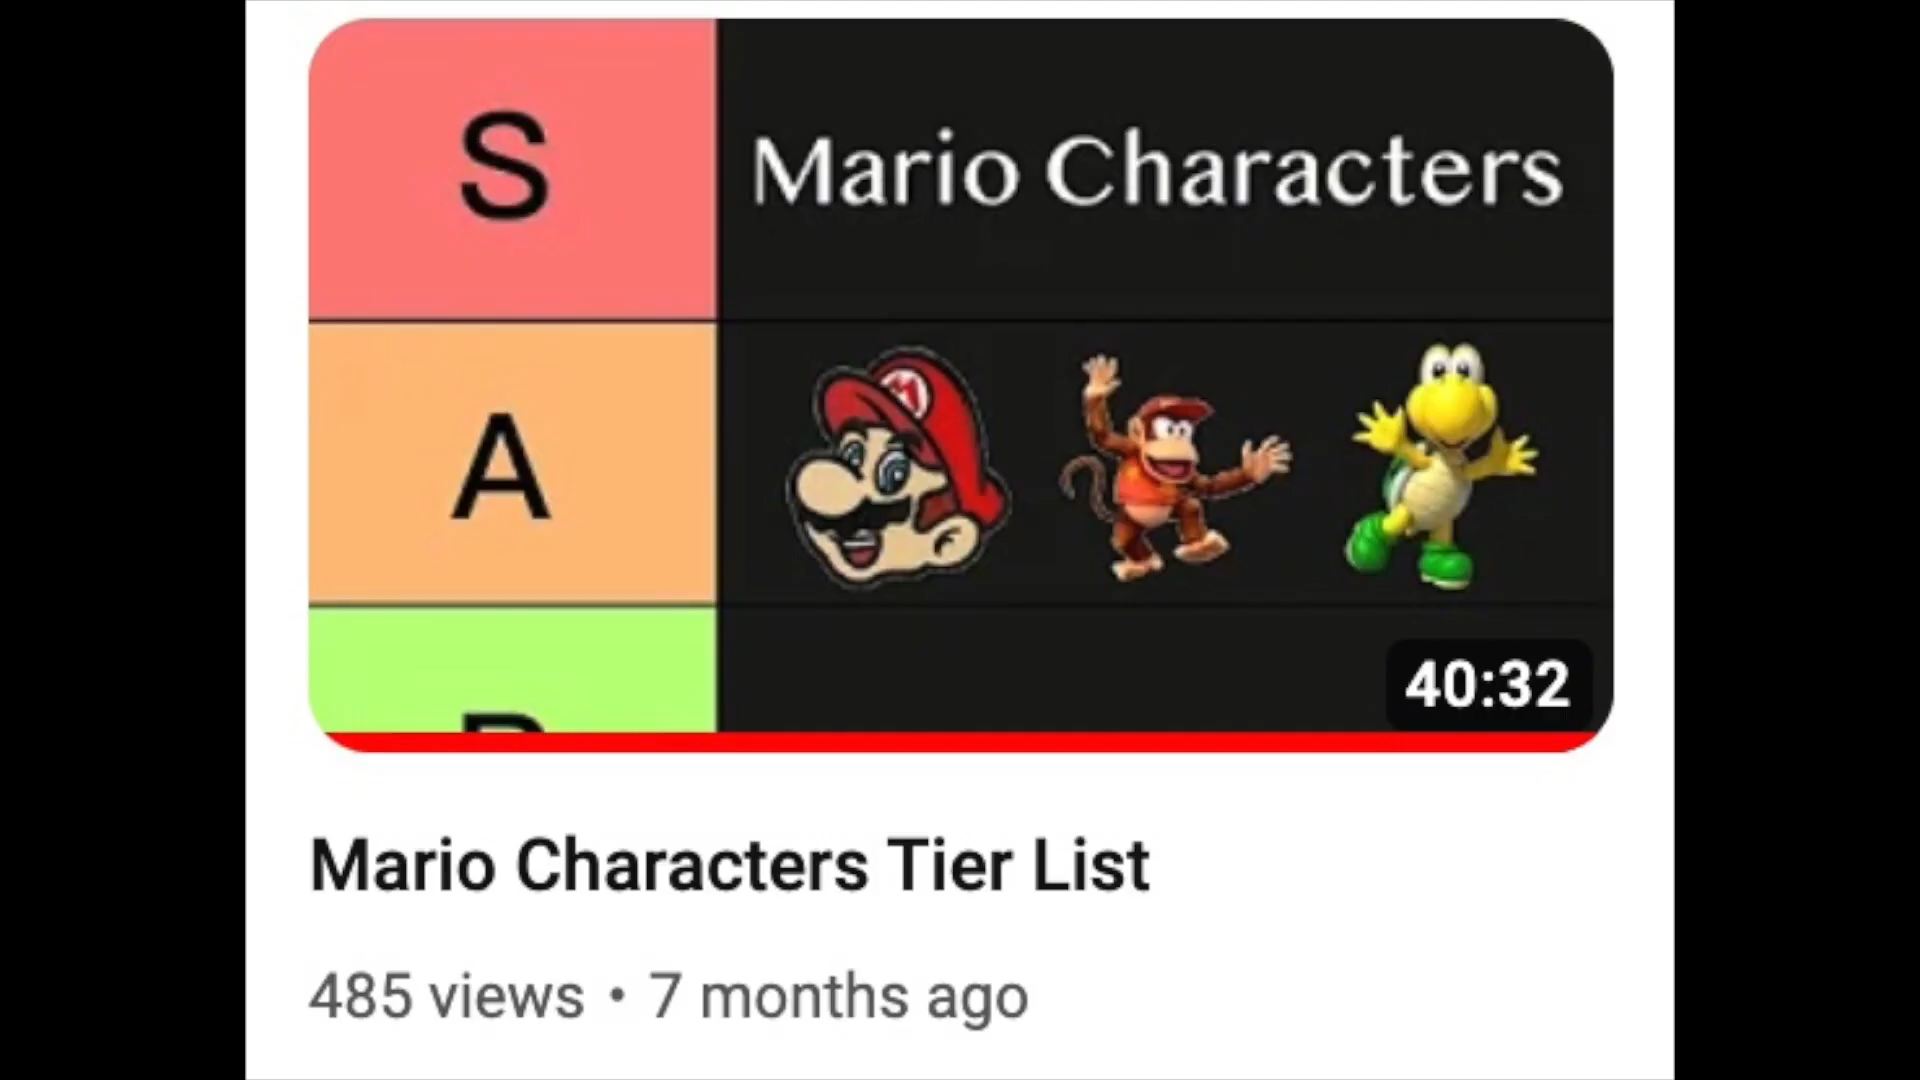 S
Mario Characters
M
A
40:32
Mario Characters Tier List
485 views • 7 months ago